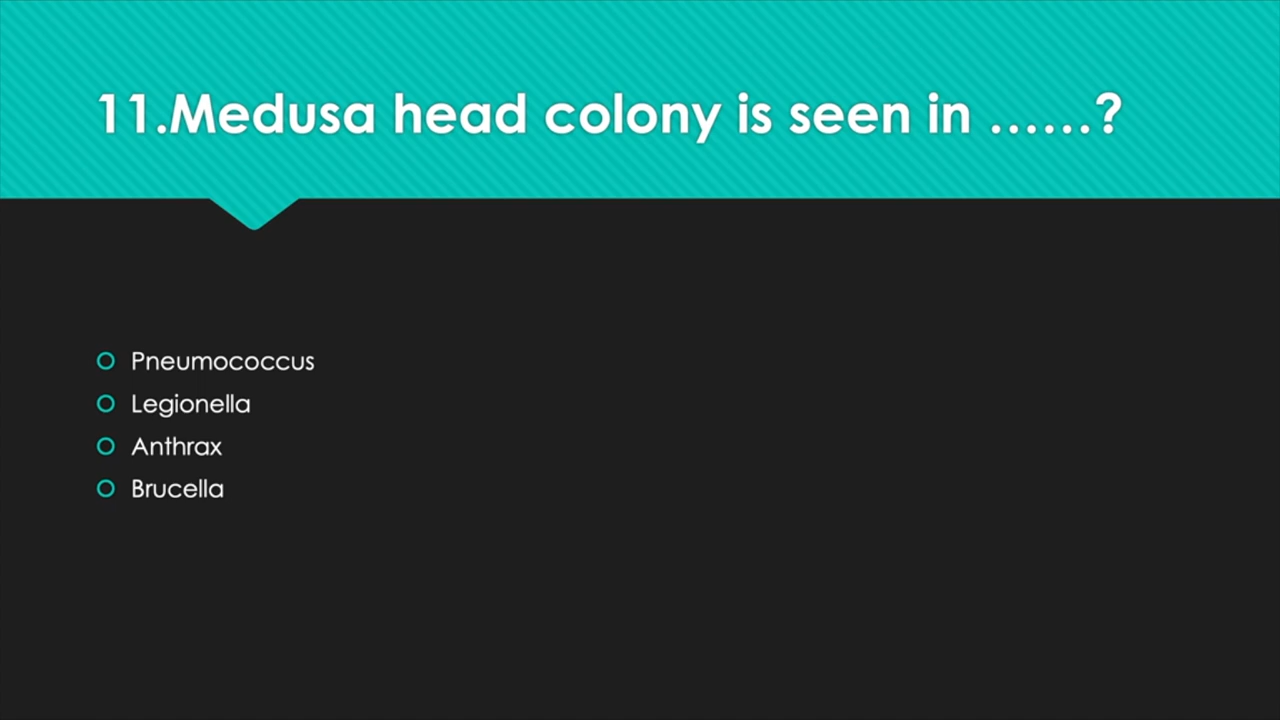 11.Medusa head colony is seen in ......?
Pneumococcus
Legionella
Anthrax
Brucella